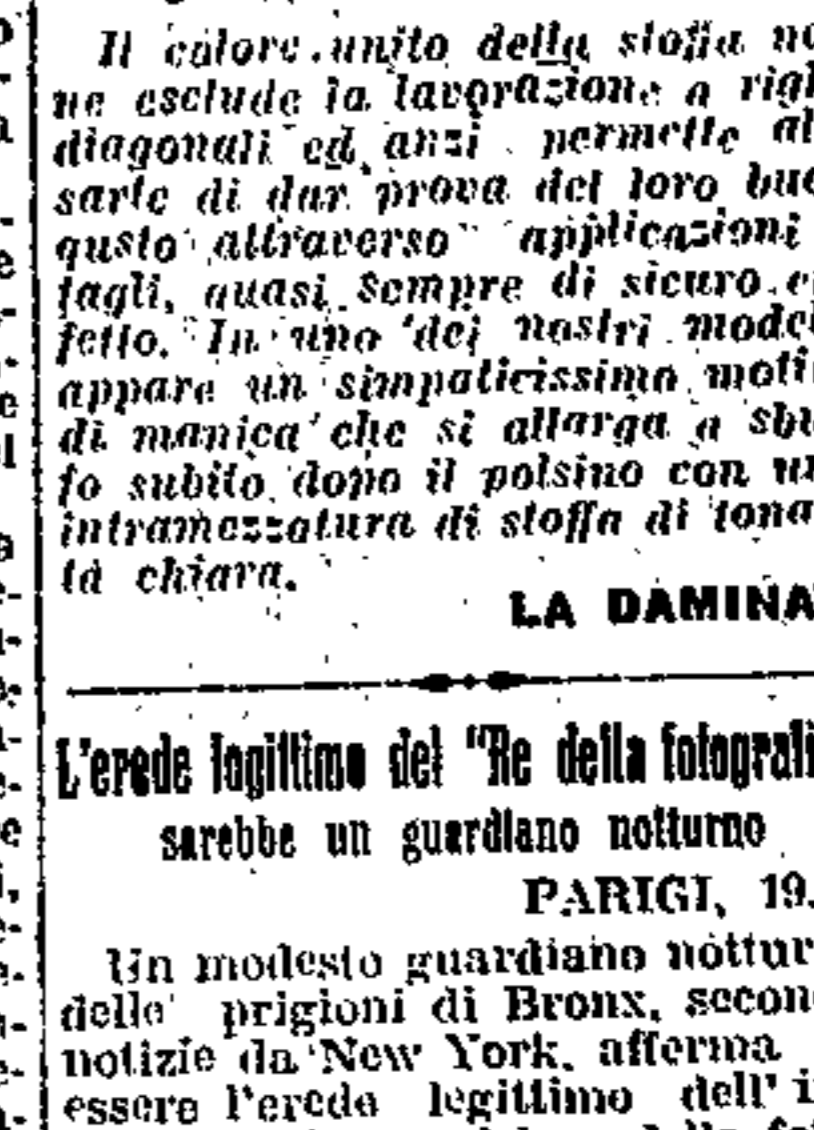 Il colore unito della stoffa no
ne esclude la lavorazione a righ
diagonali ed anzi permette al
sarte di dar prova del loro buo
gusto attraverso applicazioni
tagli, quasi sempre di sicuro e
fetto. In uno dei nostri model
appare un simpaticissimo moti
di manica che si allarga a sbu
fo subito dopo il polsino con un
intramezzatura di stoffa di tona
tà chiara.
LA DAMINA
L'erede legittimo del "Re della fotografi
sarebbe un guardiano notturno
PARIGI, 19.
Un modesto guardiano nottur
delle prigioni di Bronx, secon
notizie da New York, afferma
essere l'erede legittimo dell' i